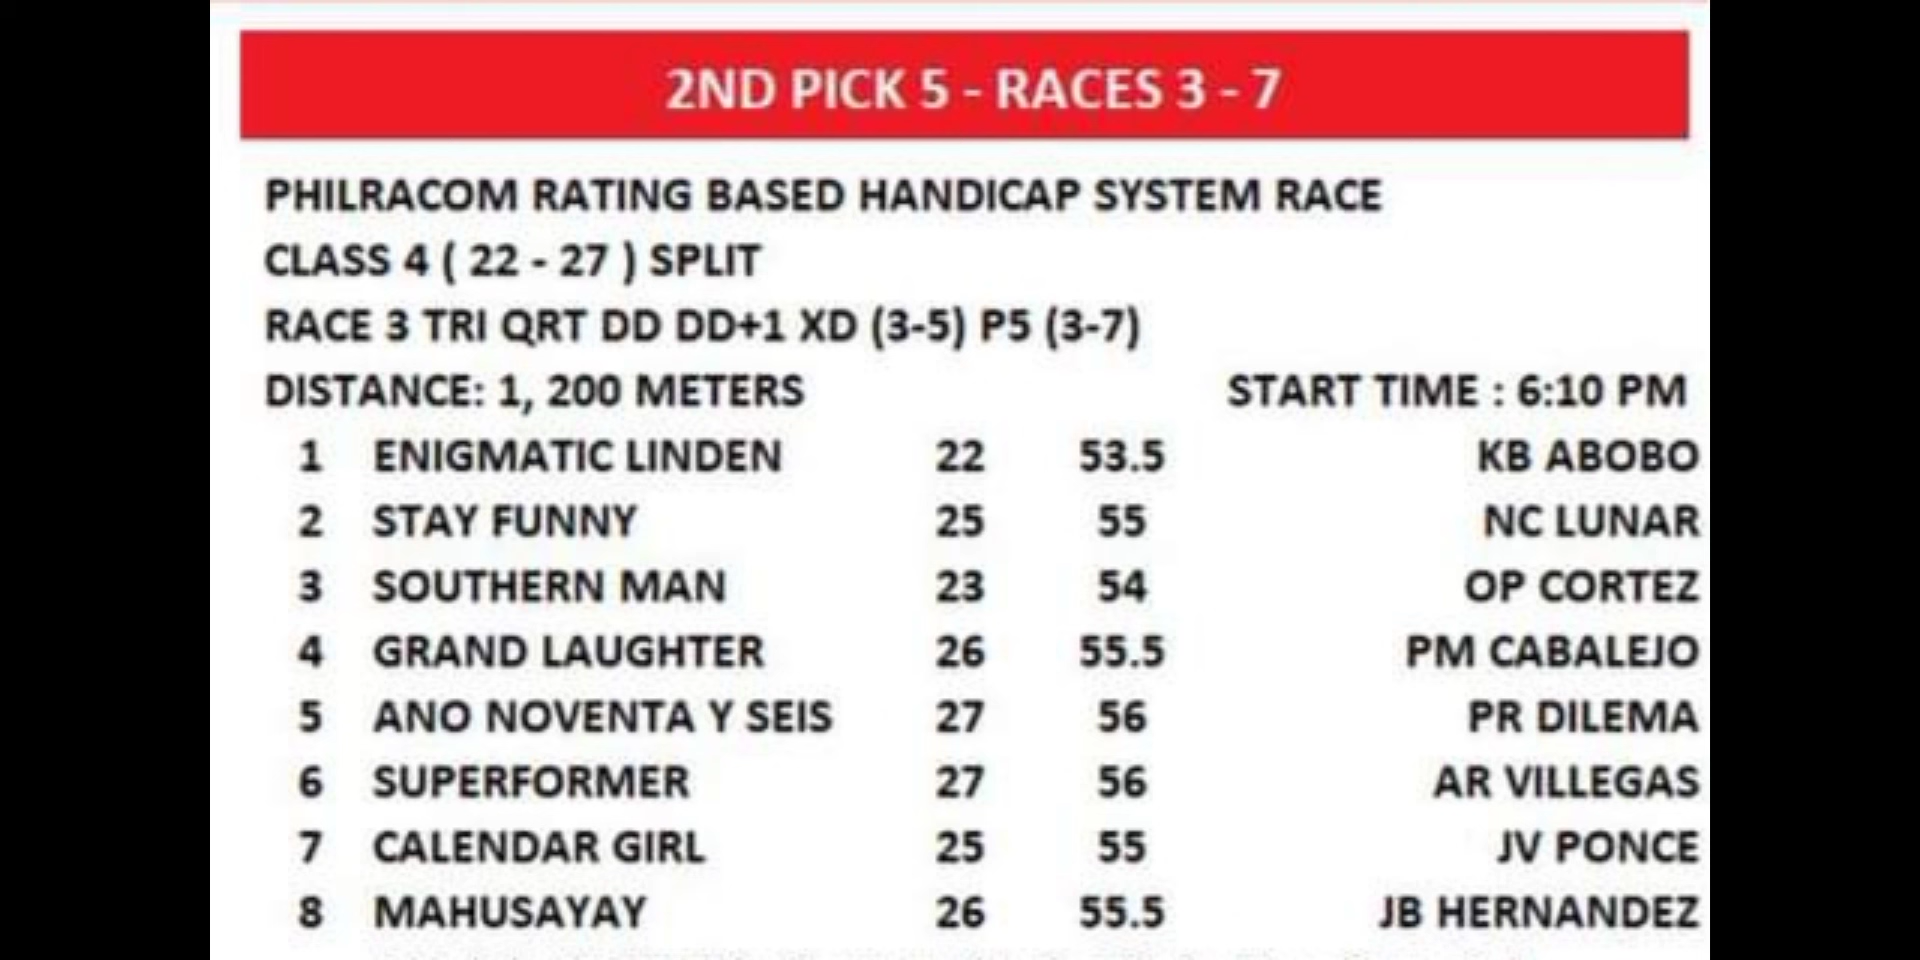 2ND PICK 5 - RACES 3 - 7
PHILRACOM RATING BASED HANDICAP SYSTEM RACE
CLASS 4 ( 22 - 27 ) SPLIT
RACE 3 TRI QRT DD DD+1 XD (3-5) P5 (3-7)
DISTANCE: 1, 200 METERS START TIME : 6:10 PM
1 ENIGMATIC LINDEN 22 53.5 KB ABOBO
2 STAY FUNNY 25 55 NC LUNAR
3 SOUTHERN MAN 23 54 OP CORTEZ
4 GRAND LAUGHTER 26 55.5 PM CABALEJO
5 ANO NOVENTA Y SEIS 27 56 PR DILEMA
6 SUPERFORMER 27 56 AR VILLEGAS
7 CALENDAR GIRL 25 55 JV PONCE
8 MAHUSAYAY 26 55.5 JB HERNANDEZ